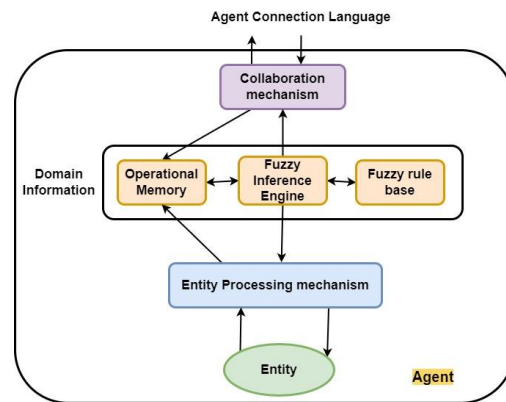 Agent Connection Language
Collaboration
mechanism
Domain
Information
Operational
Memory
Fuzzy
Inference
Engine
Fuzzy rule
base
Entity Processing mechanism
Entity
Agent